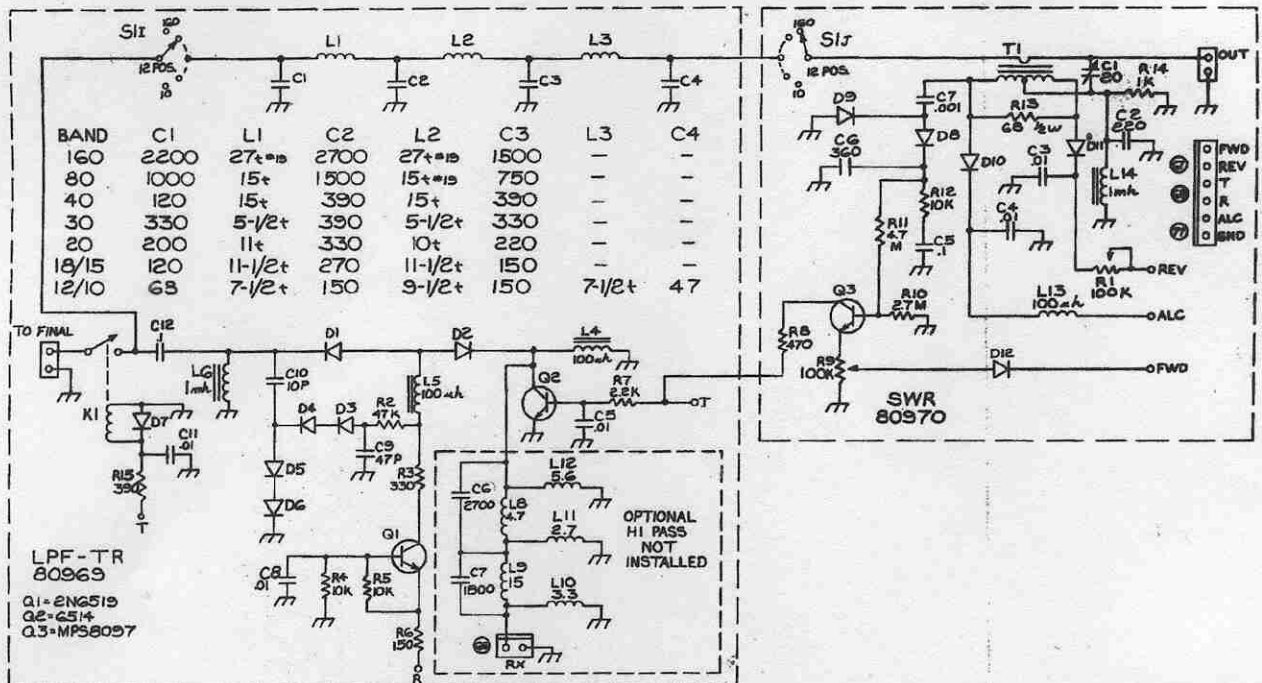 S1I
160
12 POS.
10
L1
L2
L3
C1
C2
C3
C4
BAND C1 L1 C2 L2 C3 L3 C4
160 2200 27t #19 2700 27t #19 1500 - -
80 1000 15t 1500 15t #19 750 - -
40 120 15t 390 15t 390 - -
30 330 5-1/2t 390 5-1/2t 330 - -
20 200 11t 330 10t 220 - -
18/15 120 11-1/2t 270 11-1/2t 150 - -
12/10 68 7-1/2t 150 9-1/2t 150 7-1/2t 47
TO FINAL
C12
.1
D1
D2
L4
100uh
L6
1mh
C10
10P
L5
100uh
Q2
R7
2.2K
T
C5
.01
K1
D7
C11
.01
R15
390
T
D4
D3
R2
47K
C9
47P
R3
330
D5
D6
Q1
C8
.01
R4
10K
R5
10K
R6
150
R
C6
2700
L8
4.7
L12
5.6
L11
2.7
C7
1800
L9
15
L10
3.3
RX
OPTIONAL
HI PASS
NOT
INSTALLED
LPF-TR
80969
Q1=2N6519
Q2=6514
Q3=MPS8097
S1J
160
12 POS.
10
T1
C1
20
R14
1K
OUT
D9
C7
.001
D8
C6
360
R13
68 1/2W
D10
D11
C3
.01
C2
220
L14
1mh
R12
10K
R11
4.7
M
C5
.1
C4
.01
FWD
REV
T
R
ALC
GND
R1
100K
REV
L13
100uh
ALC
Q3
R10
2.7M
R8
470
R9
100K
D12
FWD
SWR
80970